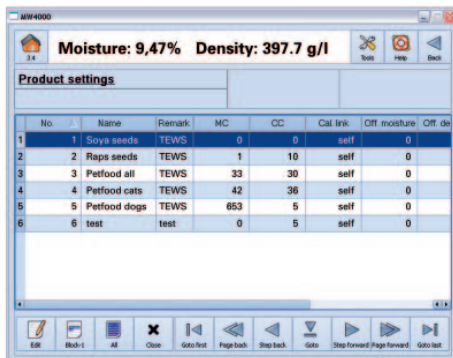 MW4000
3.4
Moisture: 9,47% Density: 397.7 g/l
Tools Help Back
Product settings
No. Name Remark MC CC Cal. link Off. moisture Off. de
1 1 Soya seeds TEWS 0 0 self 0
2 2 Raps seeds TEWS 1 10 self 0
3 3 Petfood all TEWS 33 30 self 0
4 4 Petfood cats TEWS 42 36 self 0
5 5 Petfood dogs TEWS 653 5 self 0
6 6 test test 0 5 self 0
Edit Block-1 All Close Goto first Page back Step back Goto Step forward Page forward Goto last